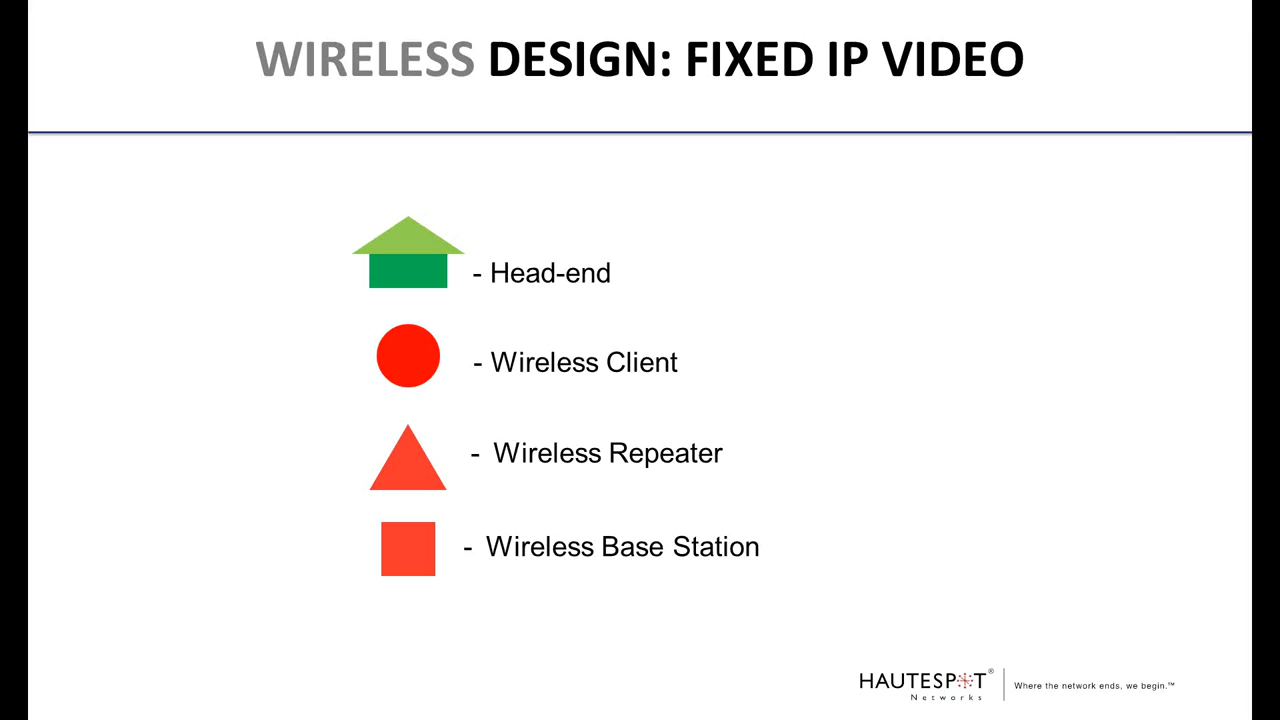 WIRELESS DESIGN: FIXED IP VIDEO
- Head-end
- Wireless Client
- Wireless Repeater
- Wireless Base Station
HAUTESPOT®
Networks
Where the network ends, we begin.™